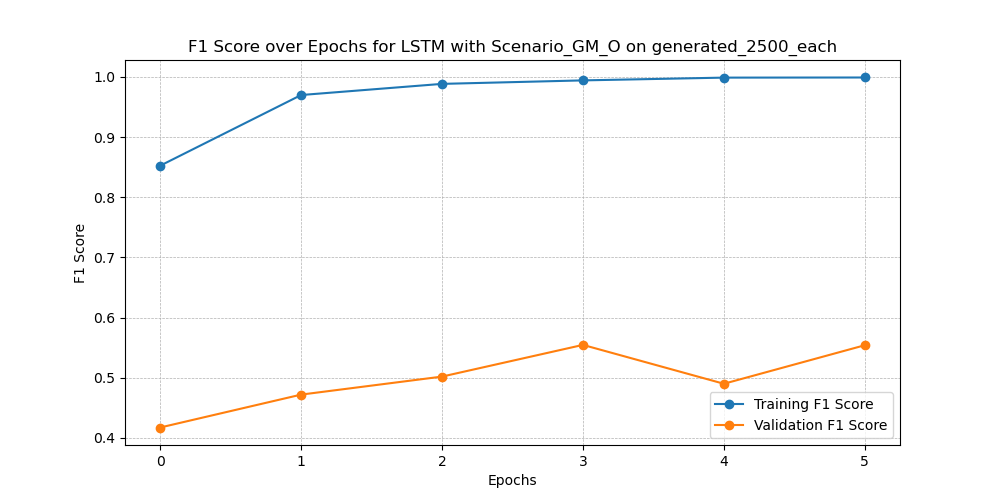 F1 Score over Epochs for LSTM with Scenario_GM_O on generated_2500_each
F1 Score
1.0
0.9
0.8
0.7
0.6
0.5
0.4
Training F1 Score
Validation F1 Score
0 1 2 3 4 5
Epochs